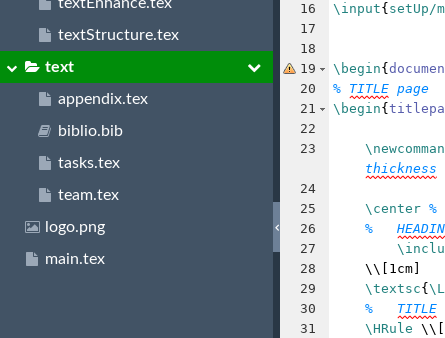 textEnhance.tex
textStructure.tex
text
appendix.tex
biblio.bib
tasks.tex
team.tex
logo.png
main.tex
16 \input{setUp/m
17
18
19 \begin{documen
20 % TITLE page
21 \begin{titlepa
22
23 \newcomman
thickness
24
25 \center %
26 % HEADIN
27 \inclu
28 \\[1cm]
29 \textsc{\L
30 % TITLE
31 \HRule \\[